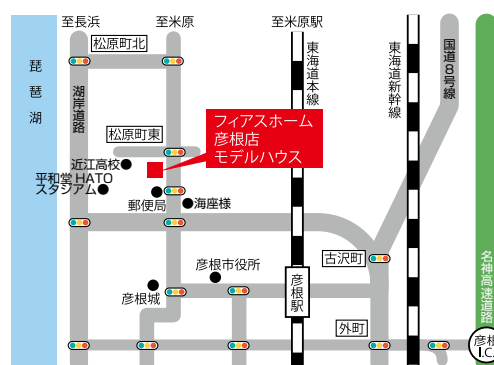 至長浜
至米原
至米原駅
松原町北
琵琶湖
湖岸道路
東海道本線
東海道新幹線
国道8号線
フィアスホーム
彦根店
モデルハウス
松原町東
近江高校
平和堂HATO
スタジアム
郵便局
海座様
彦根市役所
古沢町
彦根城
彦根駅
名神高速道路
外町
彦根
I.C.